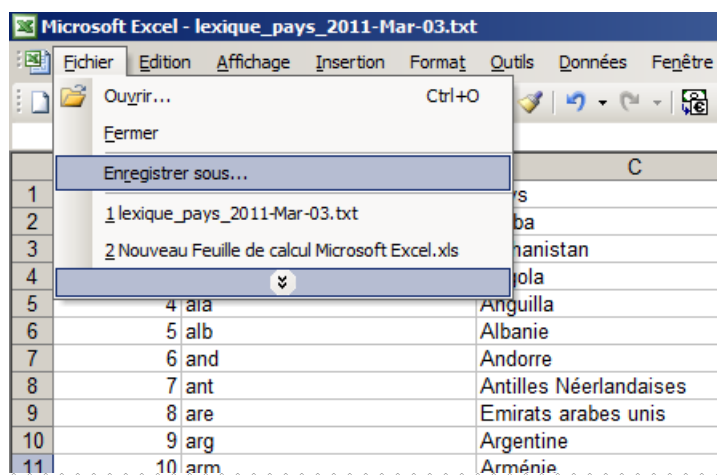 Microsoft Excel - lexique_pays_2011-Mar-03.txt
Fichier Edition Affichage Insertion Format Outils Données Fenêtre
Ouvrir... Ctrl+O
Fermer
Enregistrer sous...
1 lexique_pays_2011-Mar-03.txt
2 Nouveau Feuille de calcul Microsoft Excel.xls
C
1
2
3
4
5 4 ala Anguilla
6 5 alb Albanie
7 6 and Andorre
8 7 ant Antilles Néerlandaises
9 8 are Emirats arabes unis
10 9 arg Argentine
11 10 arm Arménie